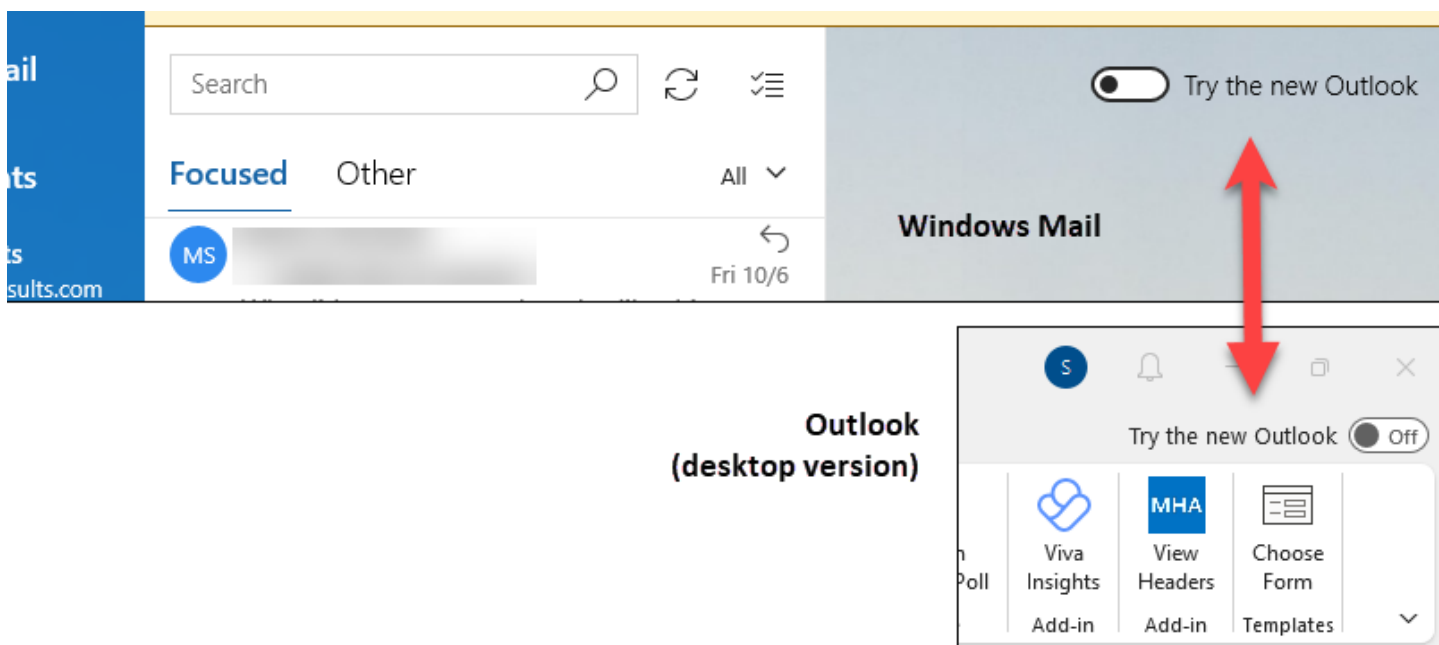 ail
Search
Try the new Outlook
nts
Focused Other All
Windows Mail
ts
MS
Fri 10/6
sults.com
S
Outlook
(desktop version)
Try the new Outlook Off
MHA
n Viva View Choose
Poll Insights Headers Form
Add-in Add-in Templates